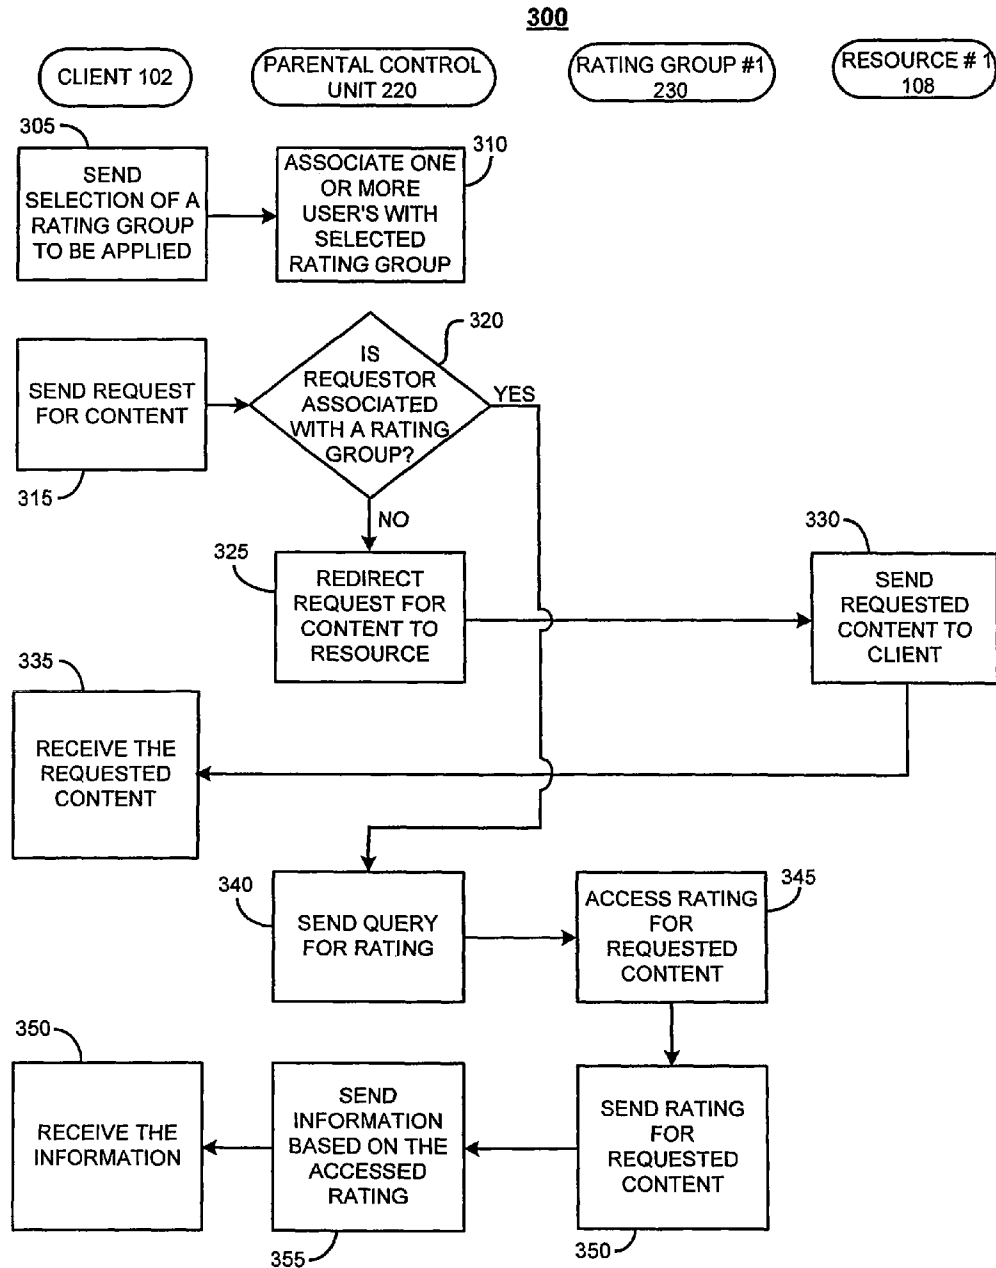 300
CLIENT 102
PARENTAL CONTROL
UNIT 220
RATING GROUP #1
230
RESOURCE # 1
108
305
SEND
SELECTION OF A
RATING GROUP
TO BE APPLIED
310
ASSOCIATE ONE
OR MORE
USER'S WITH
SELECTED
RATING GROUP
315
SEND REQUEST
FOR CONTENT
320
IS
REQUESTOR
ASSOCIATED
WITH A RATING
GROUP?
YES
NO
325
REDIRECT
REQUEST FOR
CONTENT TO
RESOURCE
330
SEND
REQUESTED
CONTENT TO
CLIENT
335
RECEIVE THE
REQUESTED
CONTENT
340
SEND QUERY
FOR RATING
345
ACCESS RATING
FOR
REQUESTED
CONTENT
350
RECEIVE THE
INFORMATION
SEND
INFORMATION
BASED ON THE
ACCESSED
RATING
355
SEND RATING
FOR
REQUESTED
CONTENT
350